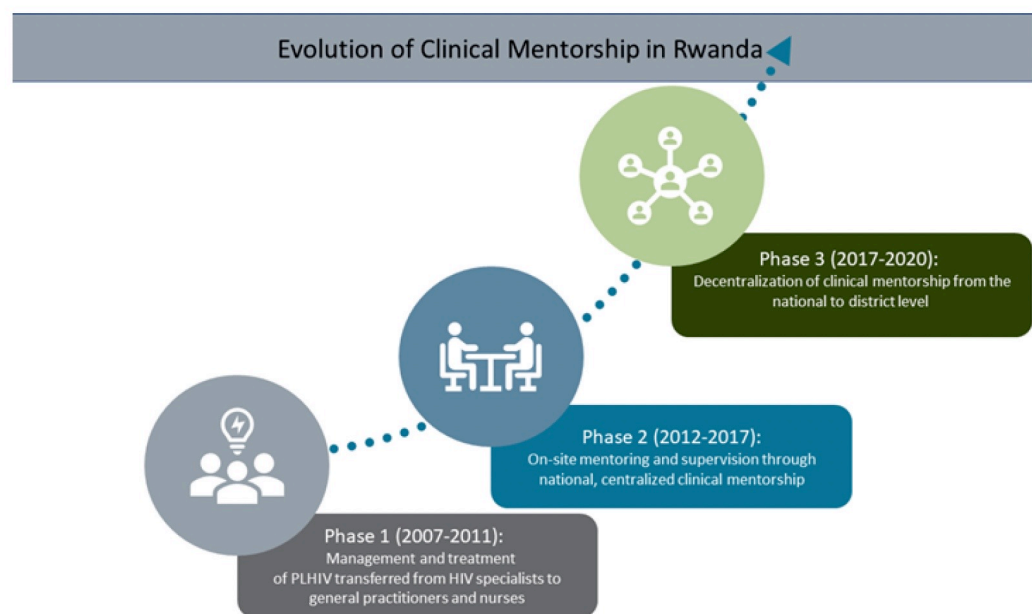 Evolution of Clinical Mentorship in Rwanda
Phase 3 (2017-2020):
Decentralization of clinical mentorship from the
national to district level
Phase 2 (2012-2017):
On-site mentoring and supervision through
national, centralized clinical mentorship
Phase 1 (2007-2011):
Management and treatment
of PLHIV transferred from HIV specialists to
general practitioners and nurses